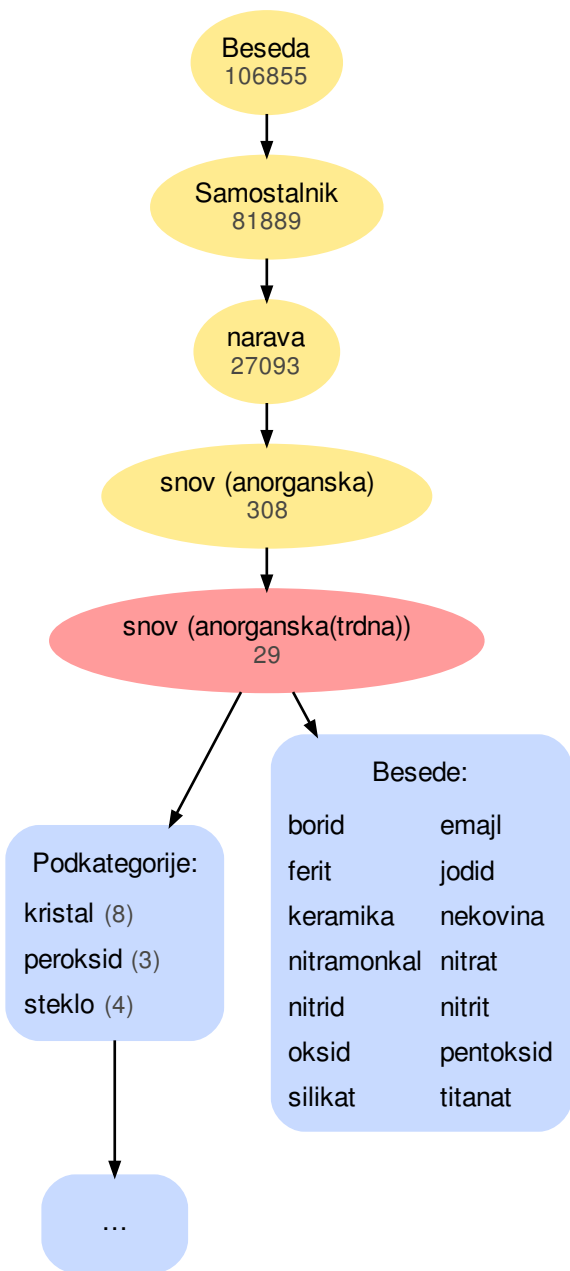 Beseda
106855
Samostalnik
81889
narava
27093
snov (anorganska)
308
snov (anorganska(trdna))
29
Podkategorije:
kristal (8)
peroksid (3)
steklo (4)
...
Besede:
borid emajl
ferit jodid
keramika nekovina
nitramonkal nitrat
nitrid nitrit
oksid pentoksid
silikat titanat